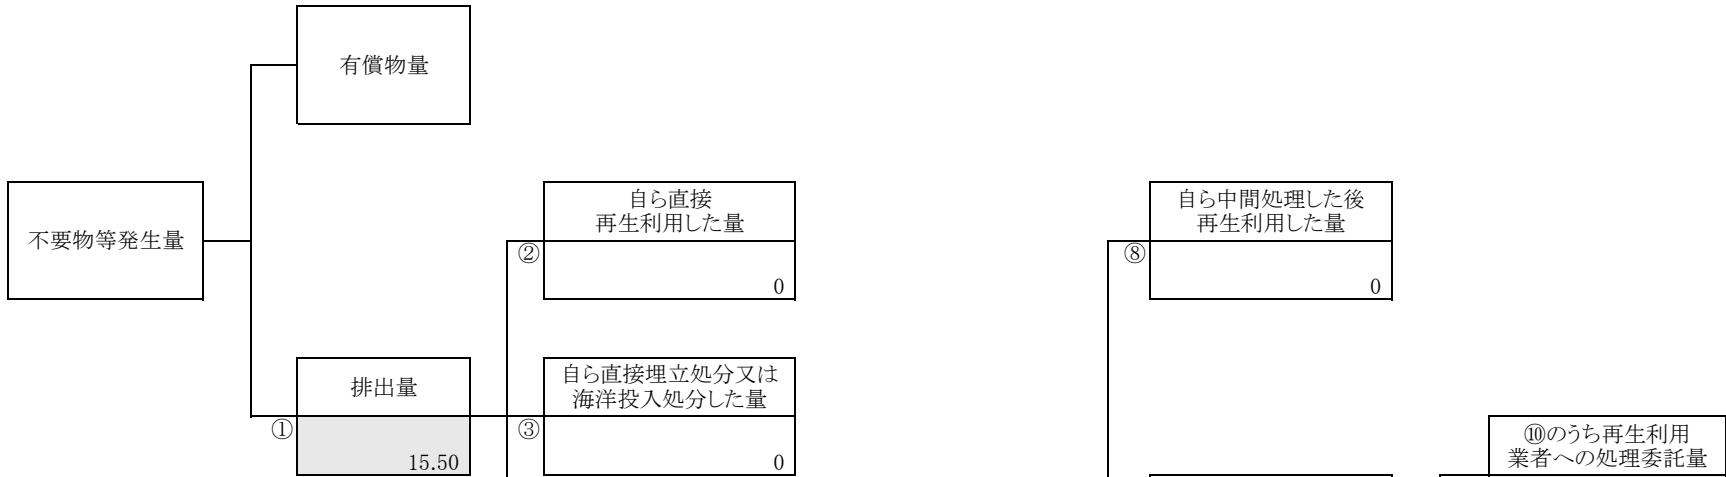 有償物量
不要物等発生量
自ら直接
再生利用した量
②
0
自ら中間処理した後
再生利用した量
⑧
0
排出量
①
15.50
自ら直接埋立処分又は
海洋投入処分した量
③
0
⑩のうち再生利用
業者への処理委託量